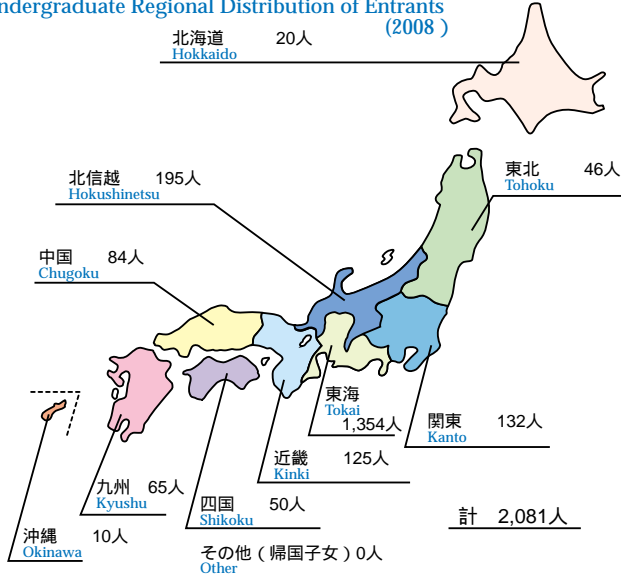 ndergraduate Regional Distribution of Entrants
(2008 )
北海道 20人
Hokkaido
東北 46人
Tohoku
北信越 195人
Hokushinetsu
中国 84人
Chugoku
東海
Tokai
1,354人
関東 132人
Kanto
近畿 125人
Kinki
九州 65人
Kyushu
四国 50人
Shikoku
計 2,081人
沖縄 10人
Okinawa
その他（帰国子女）0人
Other